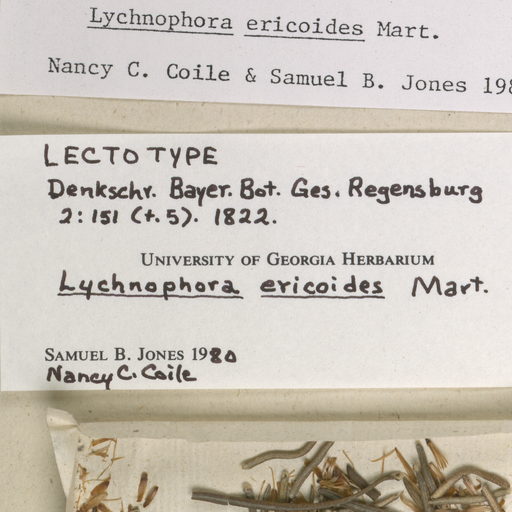 Lychnophora ericoides Mart.
Nancy C. Coile & Samuel B. Jones 198
LECTOTYPE
Denkschr. Bayer. Bot. Ges. Regensburg
2:151 (t.5). 1822.
UNIVERSITY OF GEORGIA HERBARIUM
Lychnophora ericoides Mart.
SAMUEL B. JONES 1980
Nancy C. Coile